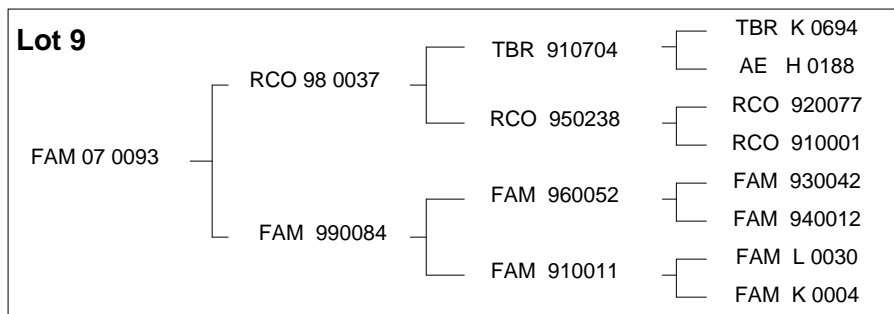 Lot 9
TBR K 0694
TBR 910704
AE H 0188
RCO 98 0037
RCO 920077
RCO 950238
RCO 910001
FAM 07 0093
FAM 930042
FAM 960052
FAM 940012
FAM 990084
FAM L 0030
FAM 910011
FAM K 0004